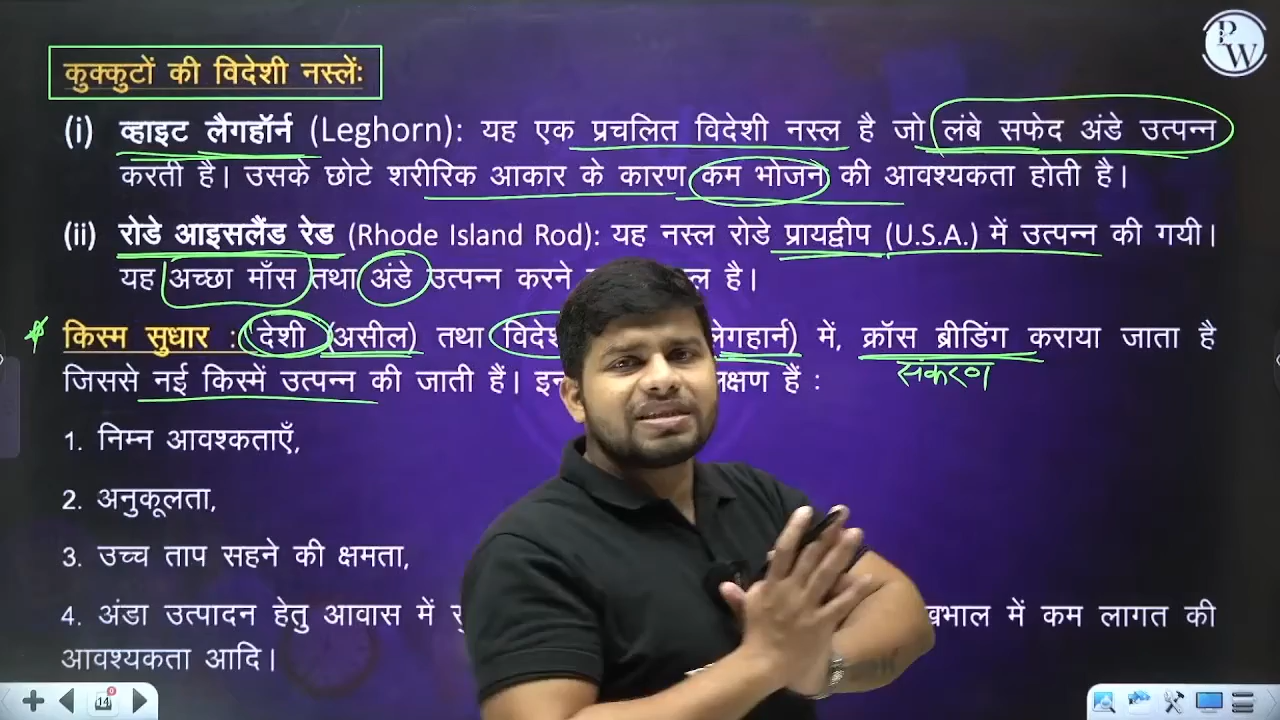 PW
कुक्कुटों की विदेशी नस्लेंः
(i) व्हाइट लैगहॉर्न (Leghorn): यह एक प्रचलित विदेशी नस्ल है जो लंबे सफेद अंडे उत्पन्न
करती है। उसके छोटे शरीरिक आकार के कारण कम भोजन की आवश्यकता होती है।
(ii) रोडे आइसलैंड रेड (Rhode Island Rod): यह नस्ल रोडे प्रायद्वीप (U.S.A.) में उत्पन्न की गयी।
यह अच्छा माँस तथा अंडे उत्पन्न करने है।
किस्म सुधार : देशी (असील) तथा में, क्रॉस ब्रीडिंग कराया जाता है
संकरण
जिससे नई किस्में उत्पन्न की जाती हैं। हैं :
1. निम्न आवश्कताएँ,
2. अनुकूलता,
3. उच्च ताप सहने की क्षमता,
4. अंडा उत्पादन हेतु आवास में में कम लागत की
आवश्यकता आदि।
14